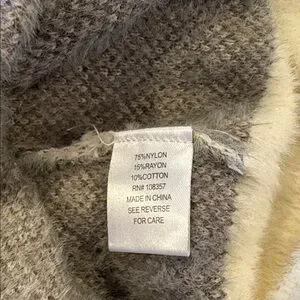 75%NYLON
15%RAYON
10%COTTON
RN# 108357
MADE IN CHINA
SEE REVERSE
FOR CARE